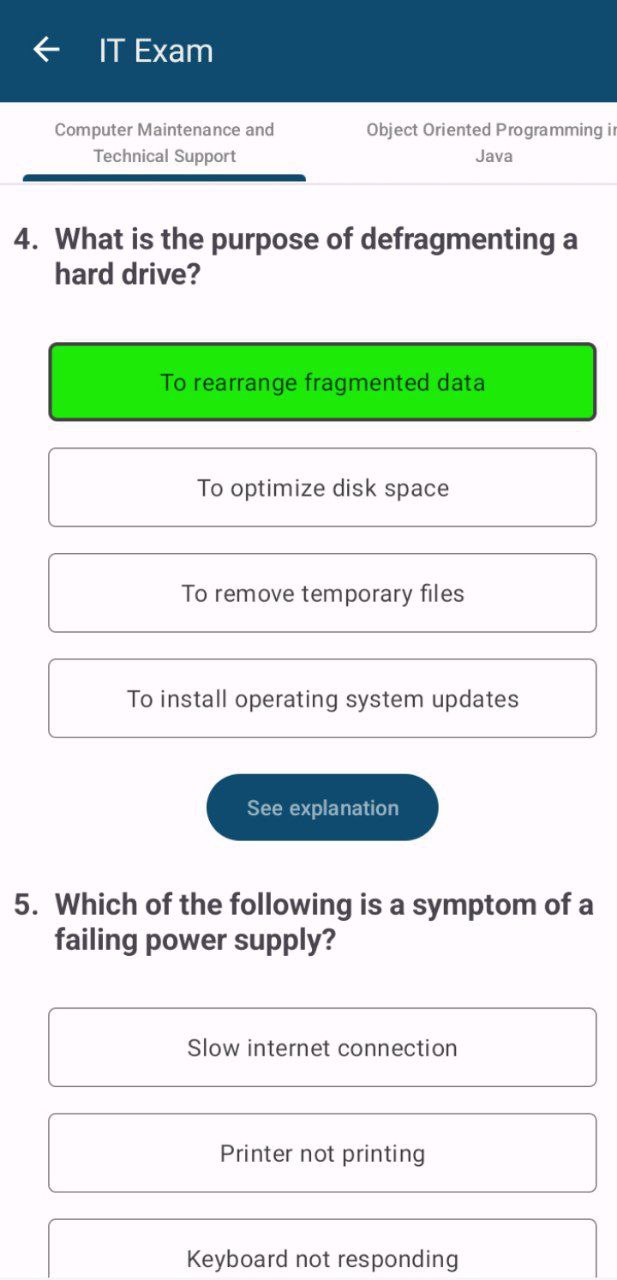 IT Exam
Computer Maintenance and
Technical Support
Object Oriented Programming
Java
4. What is the purpose of defragmenting a
hard drive?
To rearrange fragmented data
To optimize disk space
To remove temporary files
To install operating system updates
See explanation
5. Which of the following is a symptom of a
failing power supply?
Slow internet connection
Printer not printing
Keyboard not responding